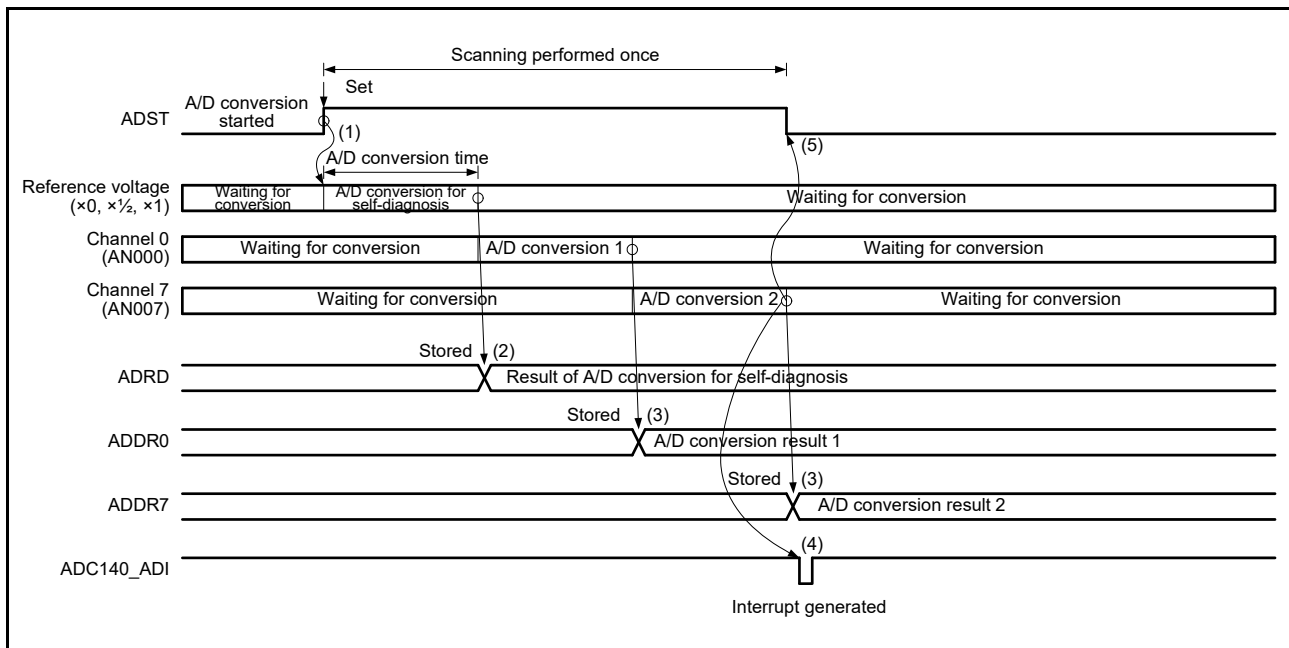 Scanning performed once
Set
A/D conversion
started
ADST
(1)
(5)
A/D conversion time
Reference voltage
(×0, ×½, ×1)
Waiting for
conversion
A/D conversion for
self-diagnosis
Waiting for conversion
Channel 0
(AN000)
Waiting for conversion
A/D conversion 1
Waiting for conversion
Channel 7
(AN007)
Waiting for conversion
A/D conversion 2
Waiting for conversion
Stored
(2)
ADRD
Result of A/D conversion for self-diagnosis
Stored
(3)
ADDR0
A/D conversion result 1
Stored
(3)
ADDR7
A/D conversion result 2
(4)
ADC140_ADI
Interrupt generated